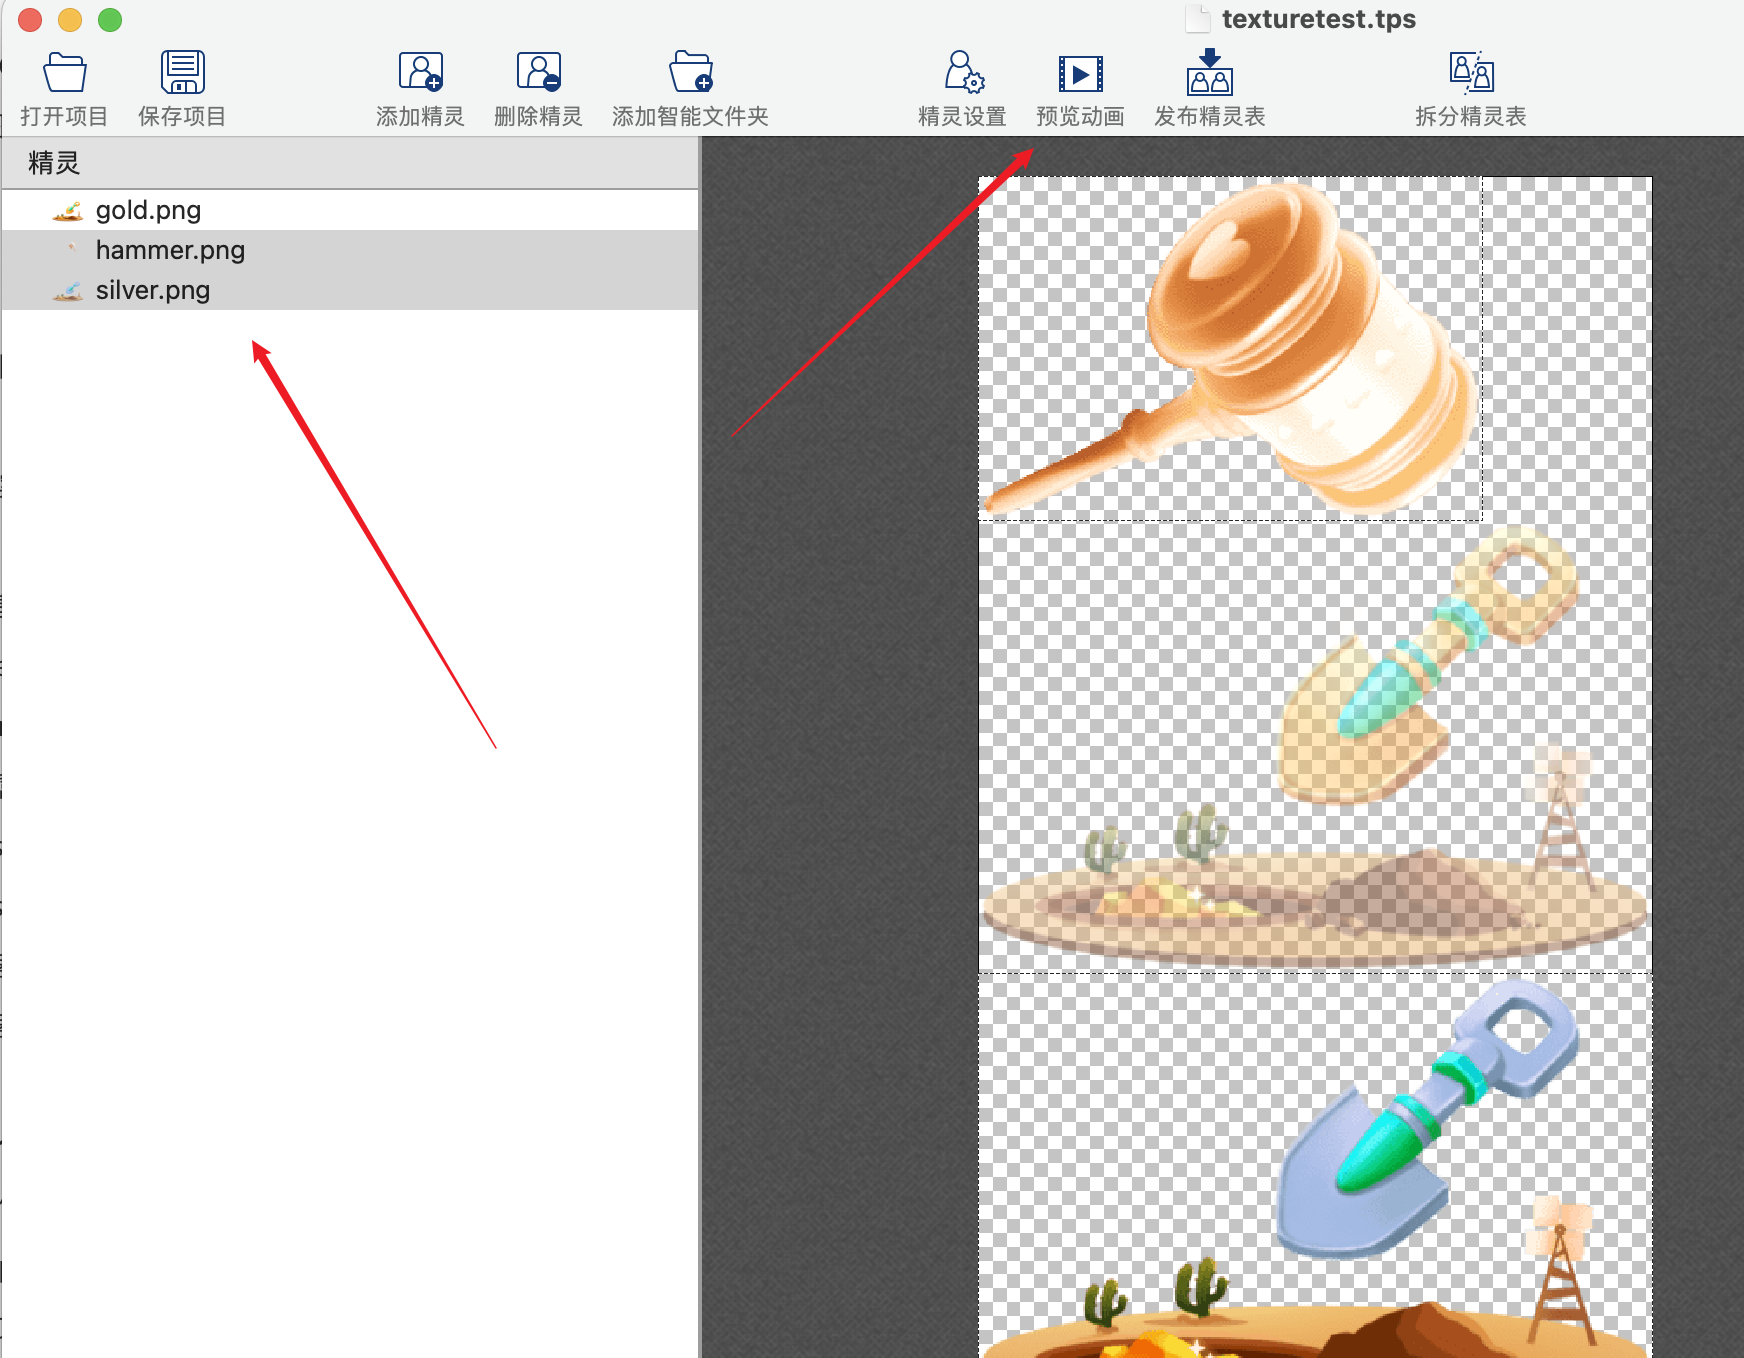 texturetest.tps
打开项目 保存项目 添加精灵 删除精灵 添加智能文件夹 精灵设置 预览动画 发布精灵表 拆分精灵表
精灵
gold.png
hammer.png
silver.png